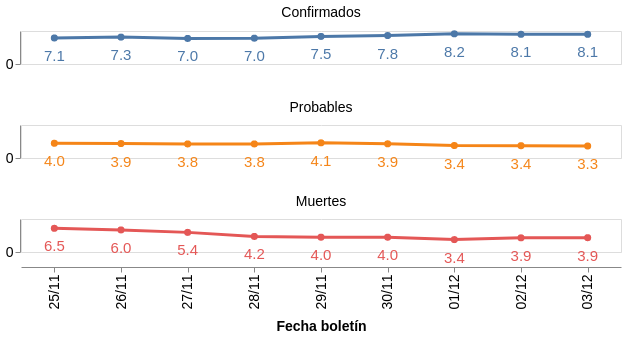 Confirmados
0
7.1 7.3 7.0 7.0 7.5 7.8 8.2 8.1 8.1
Probables
0
4.0 3.9 3.8 3.8 4.1 3.9 3.4 3.4 3.3
Muertes
0
6.5 6.0 5.4 4.2 4.0 4.0 3.4 3.9 3.9
25/11 26/11 27/11 28/11 29/11 30/11 01/12 02/12 03/12
Fecha boletín